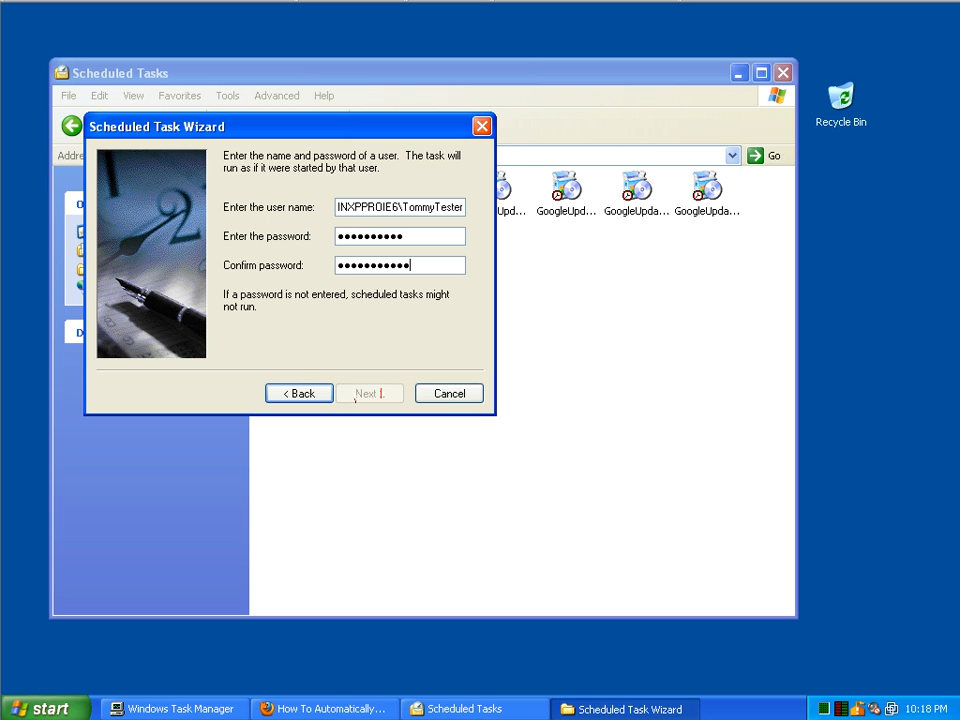 Scheduled Tasks
File Edit View Favorites Tools Advanced Help
Scheduled Task Wizard
Addre
Go
Enter the name and password of a user. The task will
run as if it were started by that user.
Enter the user name: INXPPROIE6\TommyTester
Enter the password: ●●●●●●●●●●
Confirm password: ●●●●●●●●●●●
If a password is not entered, scheduled tasks might
not run.
< Back Next Cancel
Upd... GoogleUpd... GoogleUpda... GoogleUpda...
O
D
Recycle Bin
start Windows Task Manager How To Automatically... Scheduled Tasks Scheduled Task Wizard 10:18 PM